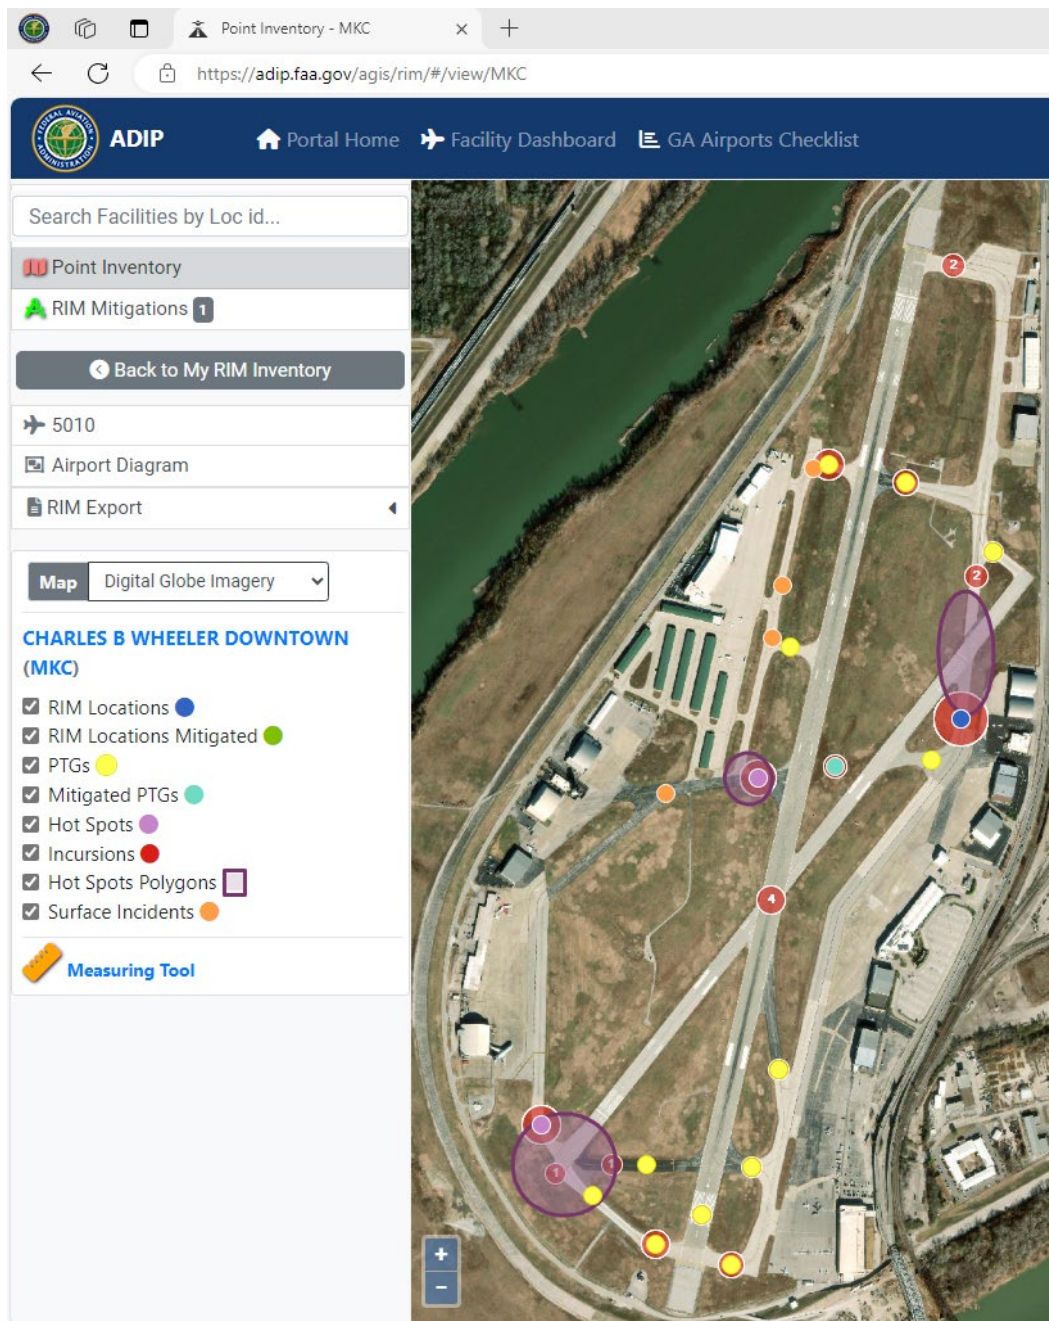 Point Inventory - MKC
https://adip.faa.gov/agis/rim/#/view/MKC
FEDERAL AVIATION ADMINISTRATION
ADIP
Portal Home
Facility Dashboard
GA Airports Checklist
Search Facilities by Loc id...
Point Inventory
RIM Mitigations 1
Back to My RIM Inventory
5010
Airport Diagram
RIM Export
Map Digital Globe Imagery
CHARLES B WHEELER DOWNTOWN
(MKC)
RIM Locations
RIM Locations Mitigated
PTGs
Mitigated PTGs
Hot Spots
Incursions
Hot Spots Polygons
Surface Incidents
Measuring Tool
2
2
4
1
1
+
-